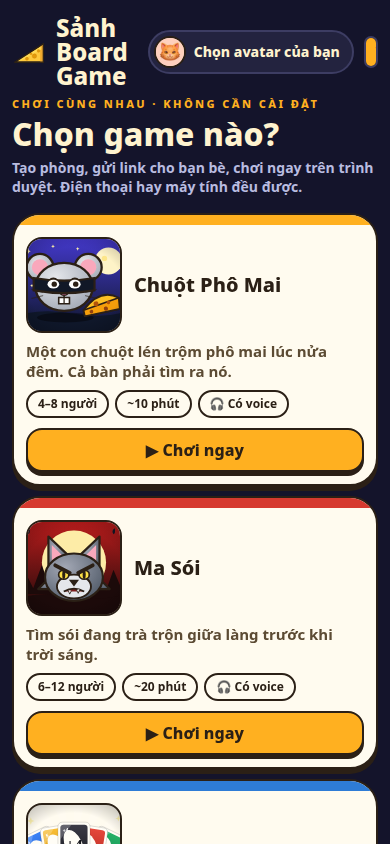 Sảnh
Board
Game
Chọn avatar của bạn
CHƠI CÙNG NHAU · KHÔNG CẦN CÀI ĐẶT
Chọn game nào?
Tạo phòng, gửi link cho bạn bè, chơi ngay trên trình
duyệt. Điện thoại hay máy tính đều được.
Chuột Phô Mai
Một con chuột lén trộm phô mai lúc nửa
đêm. Cả bàn phải tìm ra nó.
4–8 người
~10 phút
🎧 Có voice
▶ Chơi ngay
Ma Sói
Tìm sói đang trà trộn giữa làng trước khi
trời sáng.
6–12 người
~20 phút
🎧 Có voice
▶ Chơi ngay